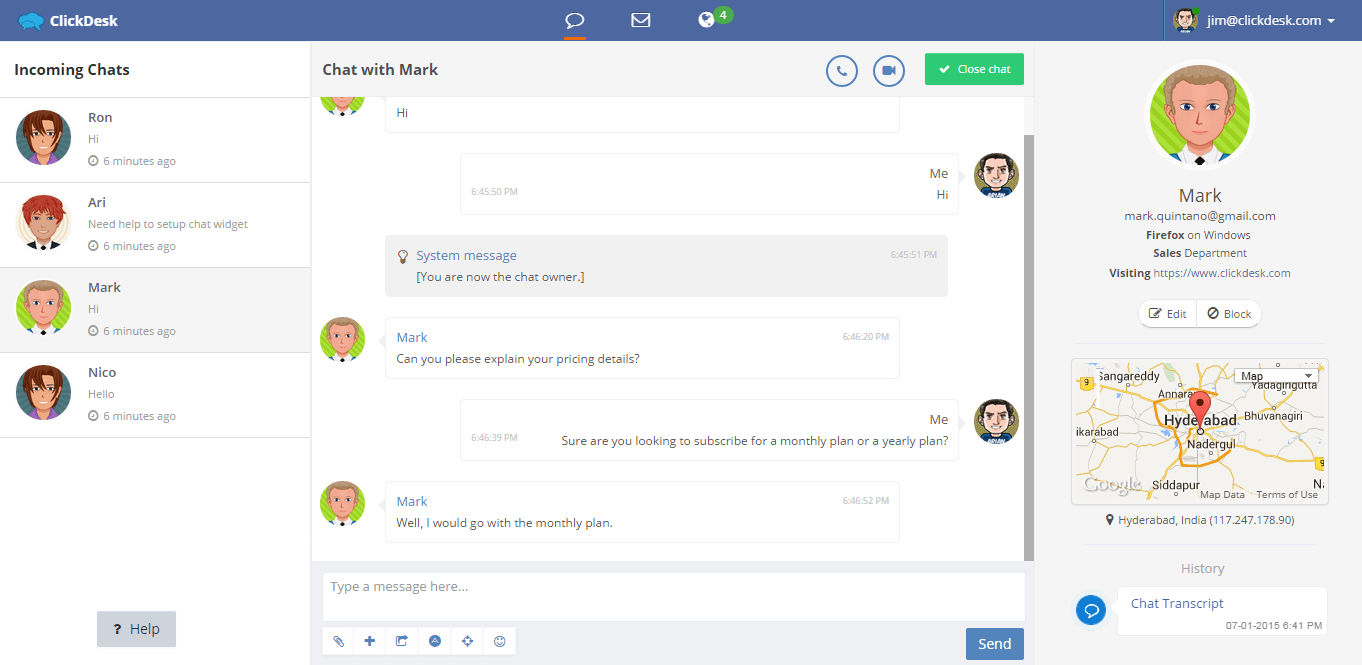 ClickDesk
4
jim@clickdesk.com
Incoming Chats
Ron
Hi
6 minutes ago
Ari
Need help to setup chat widget
6 minutes ago
Mark
Hi
6 minutes ago
Nico
Hello
6 minutes ago
? Help
Chat with Mark
Close chat
Hi
Me
6:45:50 PM
Hi
System message 6:45:51 PM
[You are now the chat owner.]
Mark 6:46:20 PM
Can you please explain your pricing details?
Me
6:46:39 PM Sure are you looking to subscribe for a monthly plan or a yearly plan?
Mark 6:46:52 PM
Well, I would go with the monthly plan.
Type a message here...
Send
Mark
mark.quintano@gmail.com
Firefox on Windows
Sales Department
Visiting https://www.clickdesk.com
Edit Block
Map
9
Sangareddy
Yadagirigutta
Annara
Hyderabad
Bhuvanagiri
ikarabad
Nadergul
9
Siddapur
Na
Google
Map Data Terms of Use
Hyderabad, India (117.247.178.90)
History
Chat Transcript
07-01-2015 6:41 PM